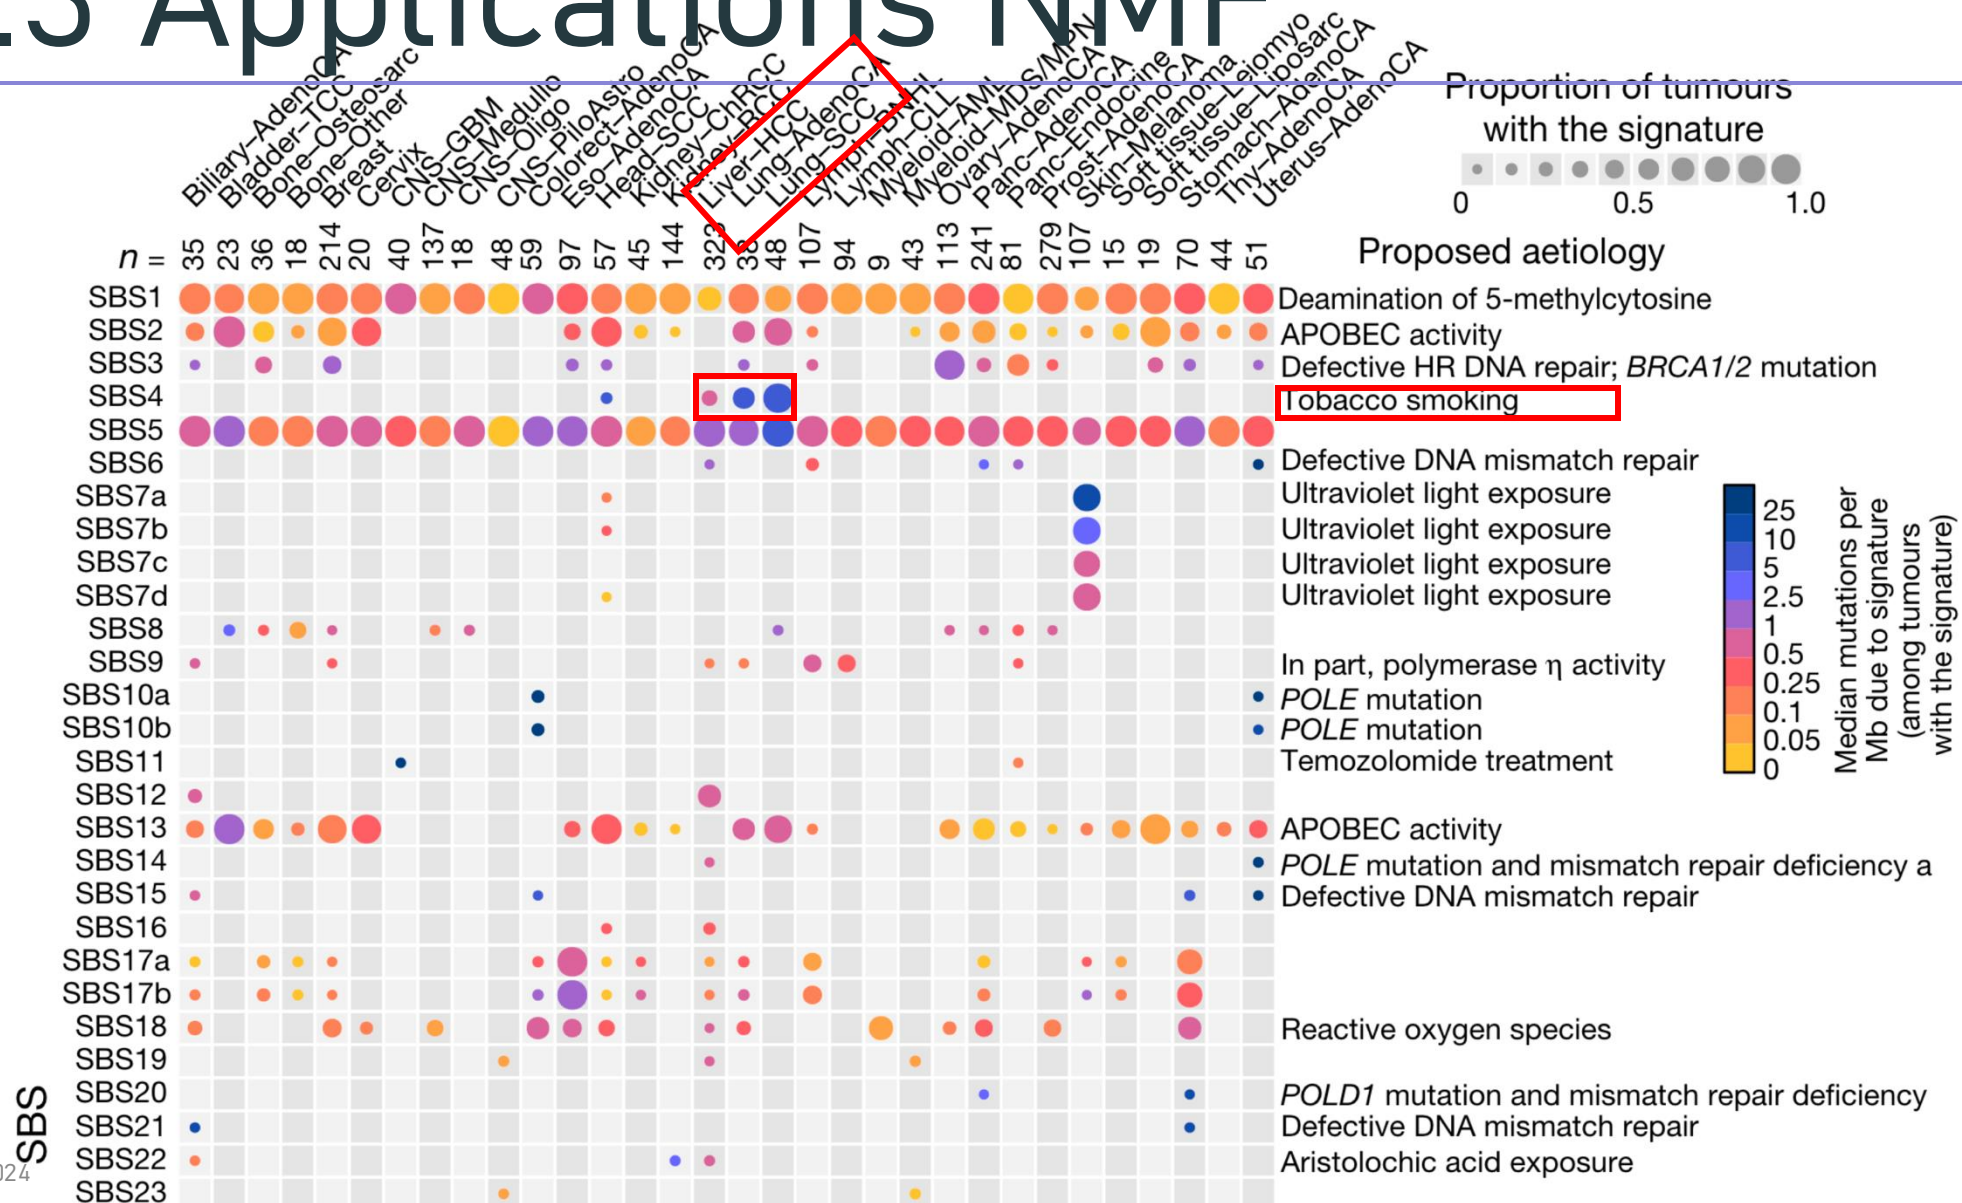 .3 Applications NMF
Biliary–AdenoCA
Bladder–TCC
Bone–Osteosarc
Bone–Other
Breast
Cervix
CNS–GBM
CNS–Medullo
CNS–Oligo
CNS–PiloAstro
Colorect–AdenoCA
Eso–AdenoCA
Head–SCC
Kidney–ChRCC
Kidney–RCC
Liver–HCC
Lung–AdenoCA
Lung–SCC
Lymph–BNHL
Lymph–CLL
Myeloid–AML
Myeloid–MDS/MPN
Ovary–AdenoCA
Panc–AdenoCA
Panc–Endocrine
Prost–AdenoCA
Skin–Melanoma
Soft tissue–Leiomyo
Soft tissue–Liposarc
Stomach–AdenoCA
Thy–AdenoCA
Uterus–AdenoCA
Proportion of tumours
with the signature
0 0.5 1.0
n = 35 23 36 18 214 20 40 137 18 48 59 97 57 45 144 323 38 48 107 94 9 43 113 241 81 279 107 15 19 70 44 51
Proposed aetiology
SBS1 Deamination of 5-methylcytosine
SBS2 APOBEC activity
SBS3 Defective HR DNA repair; BRCA1/2 mutation
SBS4 Tobacco smoking
SBS5
SBS6 Defective DNA mismatch repair
SBS7a Ultraviolet light exposure
SBS7b Ultraviolet light exposure
SBS7c Ultraviolet light exposure
SBS7d Ultraviolet light exposure
SBS8
SBS9 In part, polymerase η activity
SBS10a POLE mutation
SBS10b POLE mutation
SBS11 Temozolomide treatment
SBS12
SBS13 APOBEC activity
SBS14 POLE mutation and mismatch repair deficiency a
SBS15 Defective DNA mismatch repair
SBS16
SBS17a
SBS17b
SBS18 Reactive oxygen species
SBS19
SBS20 POLD1 mutation and mismatch repair deficiency
SBS21 Defective DNA mismatch repair
SBS22 Aristolochic acid exposure
SBS23
SBS
25
10
5
2.5
1
0.5
0.25
0.1
0.05
0
Median mutations per
Mb due to signature
(among tumours
with the signature)
024